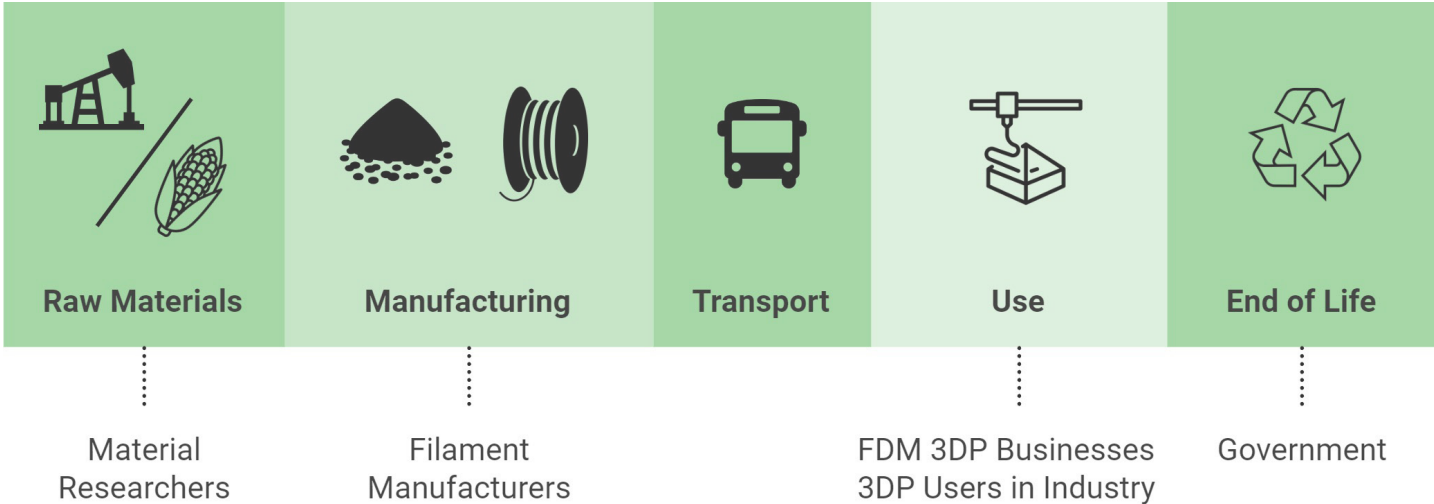 Raw Materials
Manufacturing
Transport
Use
End of Life
Material
Researchers
Filament
Manufacturers
FDM 3DP Businesses
3DP Users in Industry
Government